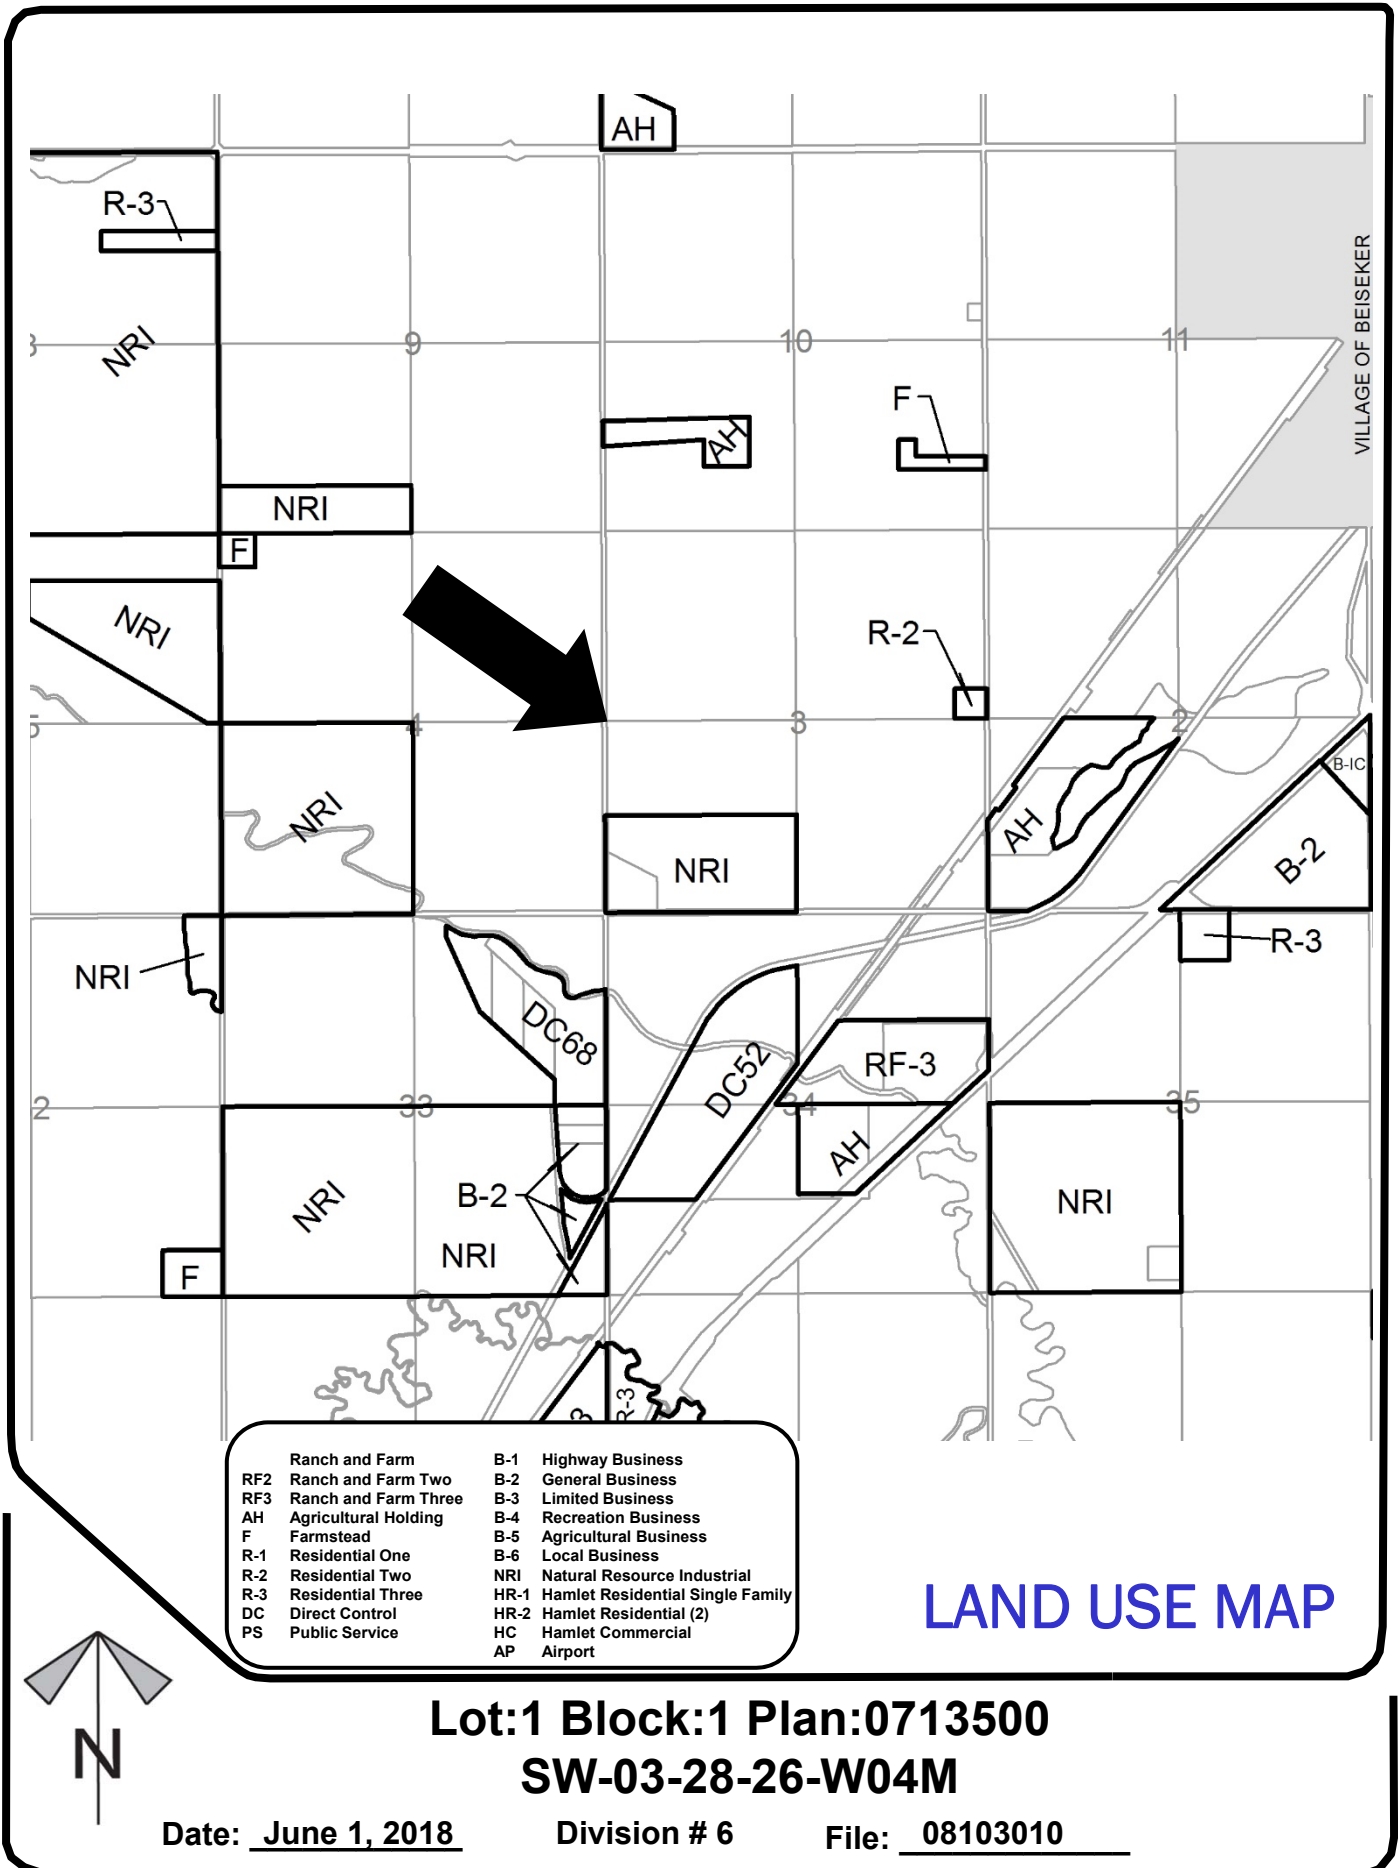 AH
R-3
VILLAGE OF BEISEKER
NRI
9
10
11
F
AH
NRI
F
NRI
R-2
5
4
3
2
B-IC
NRI
AH
B-2
NRI
R-3
NRI
DC68
DC52
RF-3
2
33
34
35
AH
NRI
B-2
NRI
NRI
F
3
R-3
Ranch and Farm
RF2 Ranch and Farm Two
RF3 Ranch and Farm Three
AH Agricultural Holding
F Farmstead
R-1 Residential One
R-2 Residential Two
R-3 Residential Three
DC Direct Control
PS Public Service
B-1 Highway Business
B-2 General Business
B-3 Limited Business
B-4 Recreation Business
B-5 Agricultural Business
B-6 Local Business
NRI Natural Resource Industrial
HR-1 Hamlet Residential Single Family
HR-2 Hamlet Residential (2)
HC Hamlet Commercial
AP Airport
LAND USE MAP
N
Lot:1 Block:1 Plan:0713500
SW-03-28-26-W04M
Date: June 1, 2018 Division # 6 File: 08103010